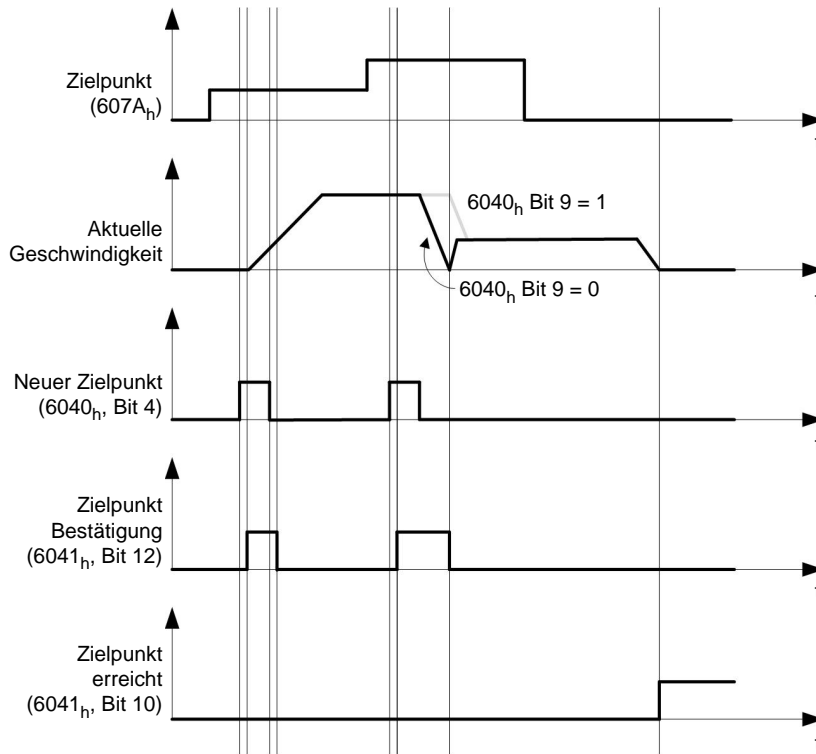 Zielpunkt
(607Aₕ)
6040ₕ Bit 9 = 1
Aktuelle
Geschwindigkeit
6040ₕ Bit 9 = 0
Neuer Zielpunkt
(6040ₕ, Bit 4)
Zielpunkt
Bestätigung
(6041ₕ, Bit 12)
Zielpunkt
erreicht
(6041ₕ, Bit 10)